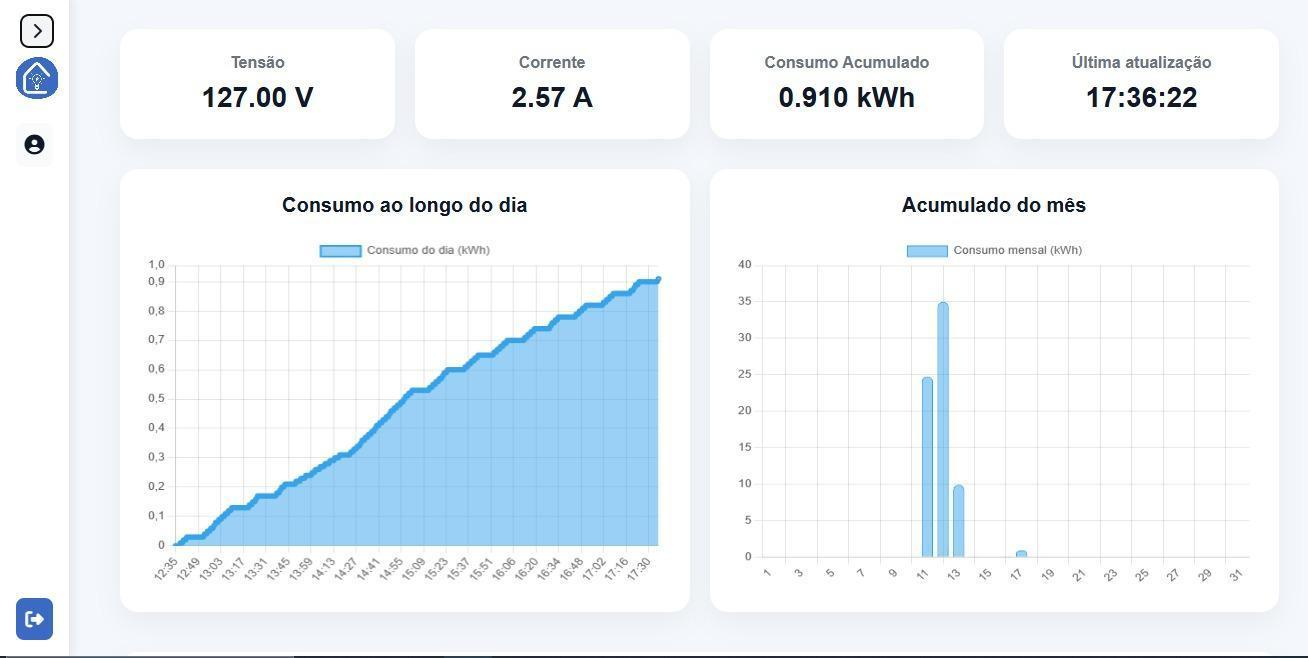 Tensão
127.00 V
Corrente
2.57 A
Consumo Acumulado
0.910 kWh
Última atualização
17:36:22
Consumo ao longo do dia
Consumo do dia (kWh)
1,0
0,9
0,8
0,7
0,6
0,5
0,4
0,3
0,2
0,1
0
12:35 12:49 13:03 13:17 13:31 13:45 13:59 14:13 14:27 14:41 14:55 15:09 15:23 15:37 15:51 16:06 16:20 16:34 16:48 17:02 17:16 17:30
Acumulado do mês
Consumo mensal (kWh)
40
35
30
25
20
15
10
5
0
1 3 5 7 9 11 13 15 17 19 21 23 25 27 29 31